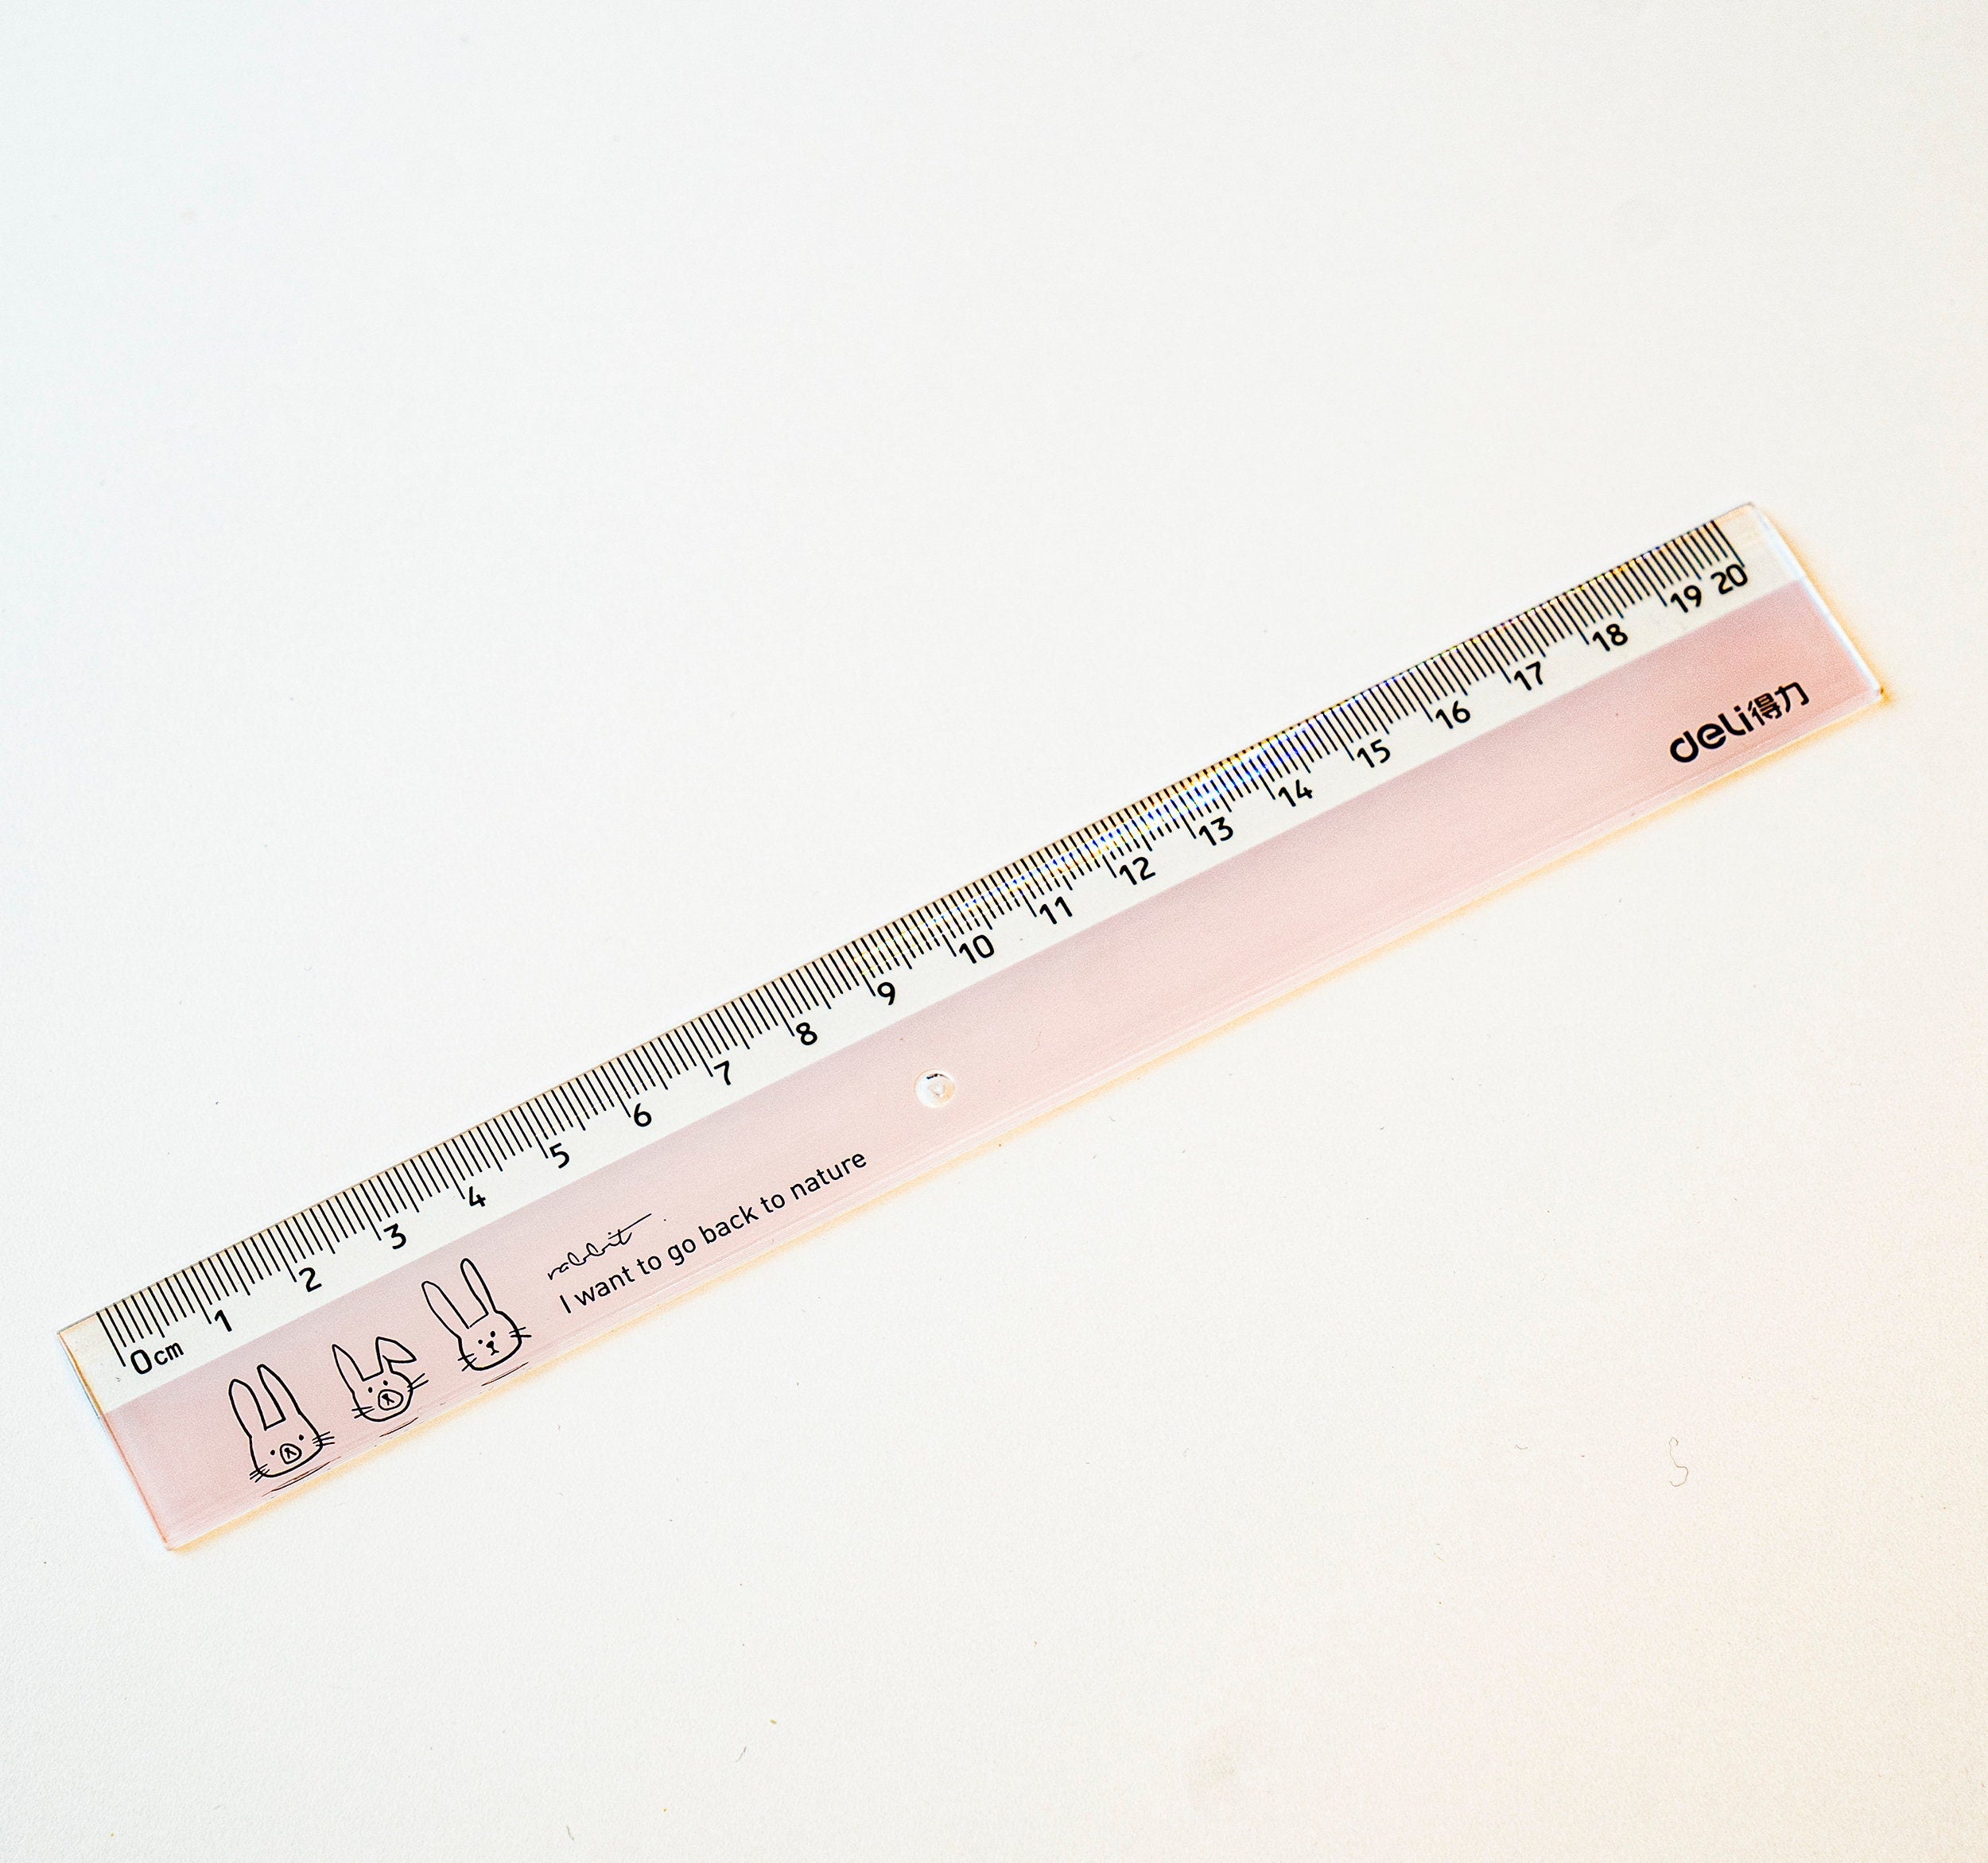 0cm 1 2 3 4 5 6 7 8 9 10 11 12 13 14 15 16 17 18 19 20
deli得力
rabbit
I want to go back to nature